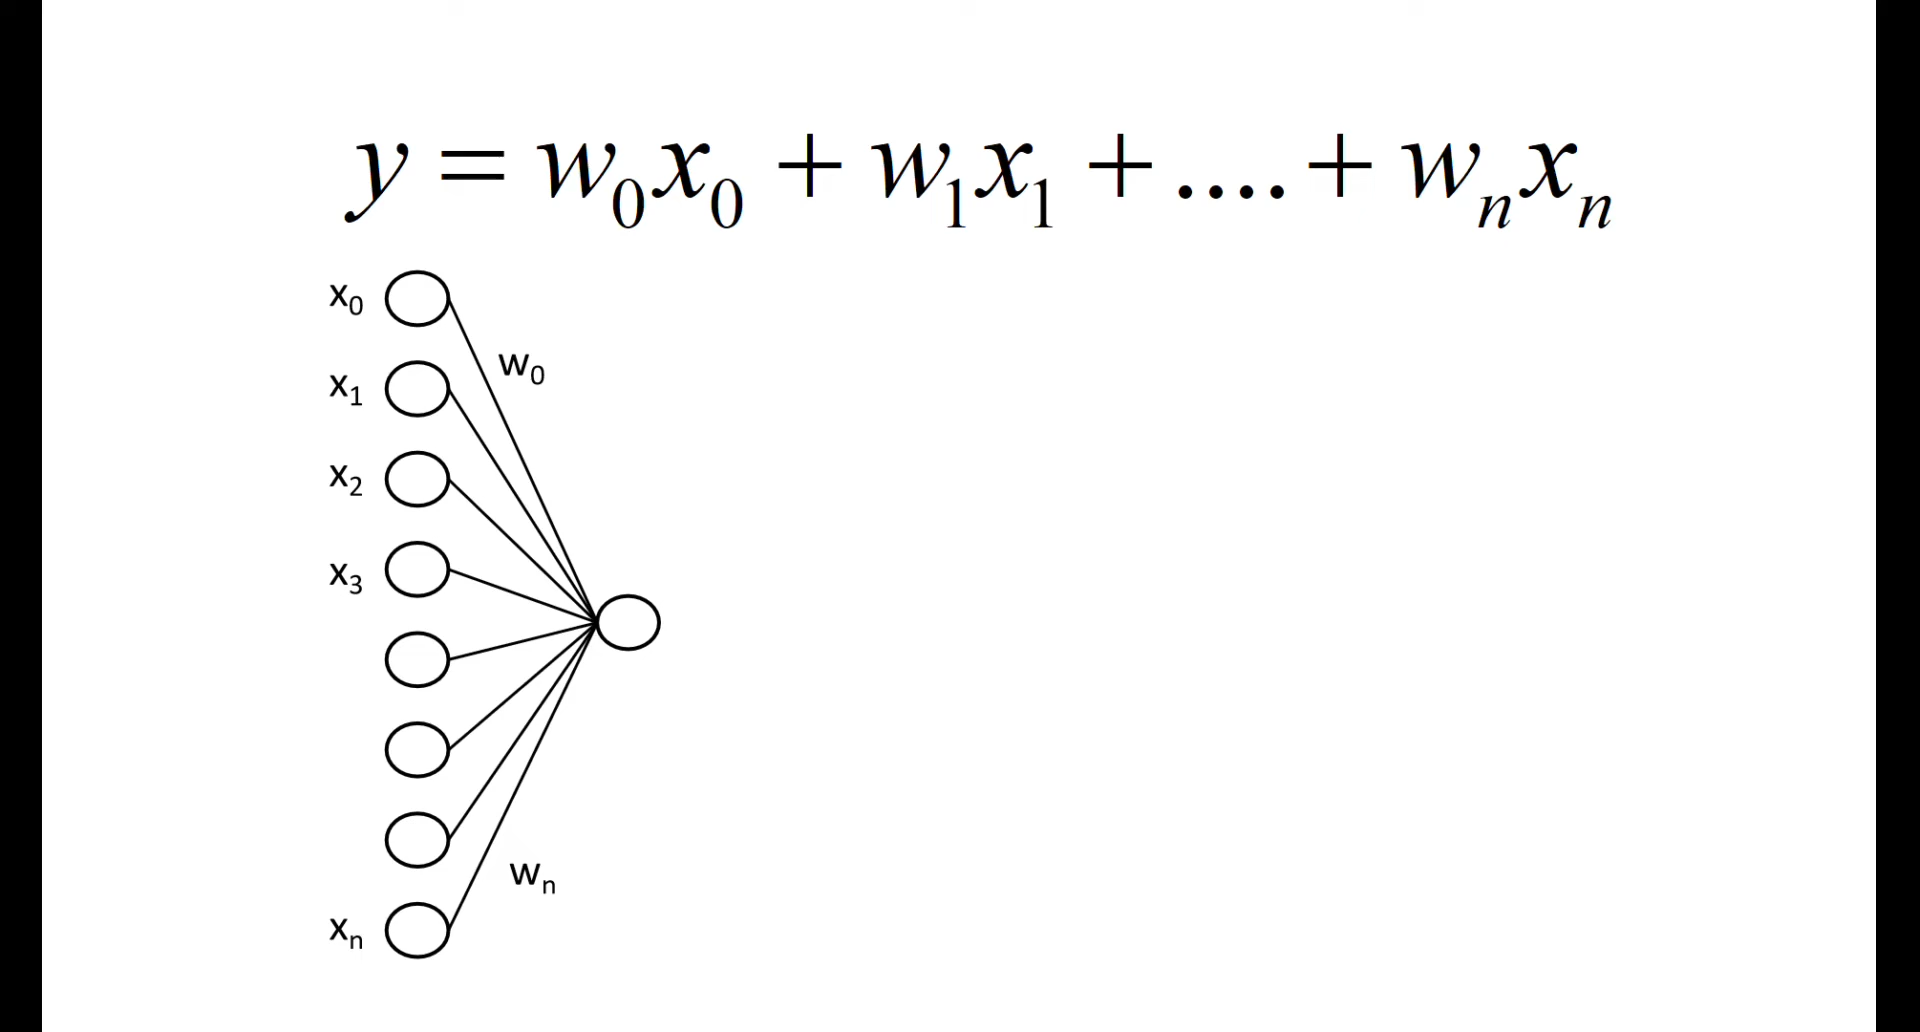 y = w₀x₀ + w₁x₁ + .... + wₙxₙ
x₀
w₀
x₁
x₂
x₃
wₙ
xₙ